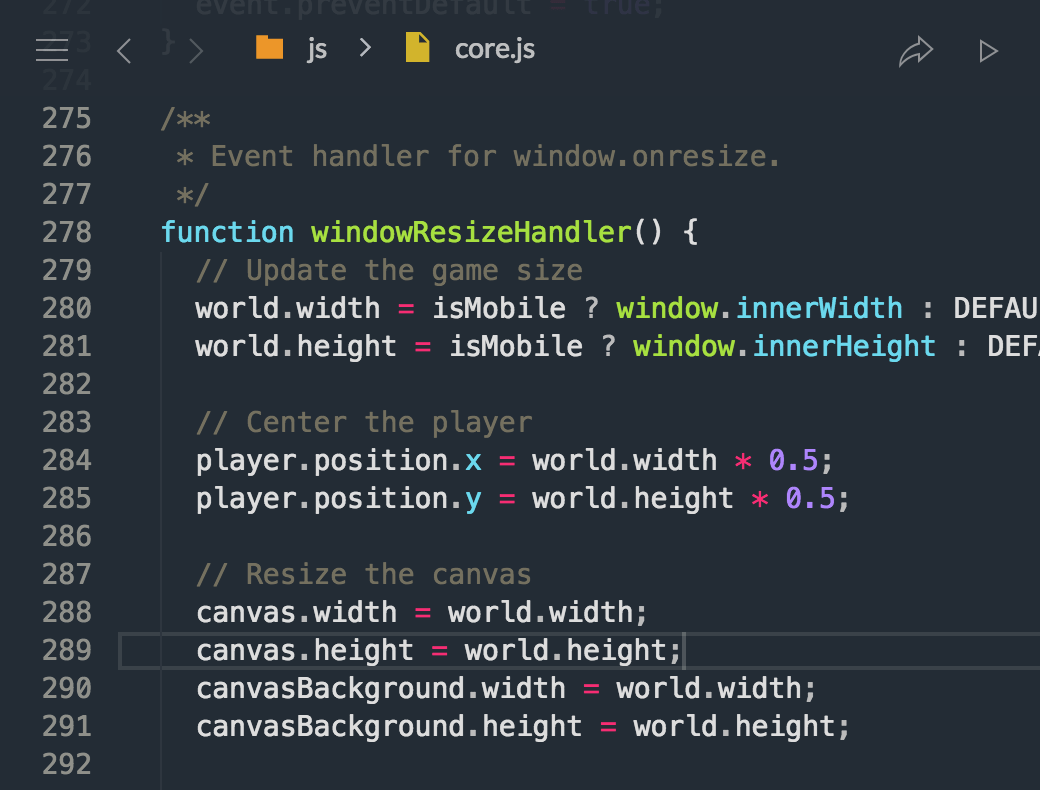 272 event.preventDefault = true;
273 }
js core.js
274
275 /**
276 * Event handler for window.onresize.
277 */
278 function windowResizeHandler() {
279 // Update the game size
280 world.width = isMobile ? window.innerWidth : DEFAU
281 world.height = isMobile ? window.innerHeight : DEF
282
283 // Center the player
284 player.position.x = world.width * 0.5;
285 player.position.y = world.height * 0.5;
286
287 // Resize the canvas
288 canvas.width = world.width;
289 canvas.height = world.height;
290 canvasBackground.width = world.width;
291 canvasBackground.height = world.height;
292